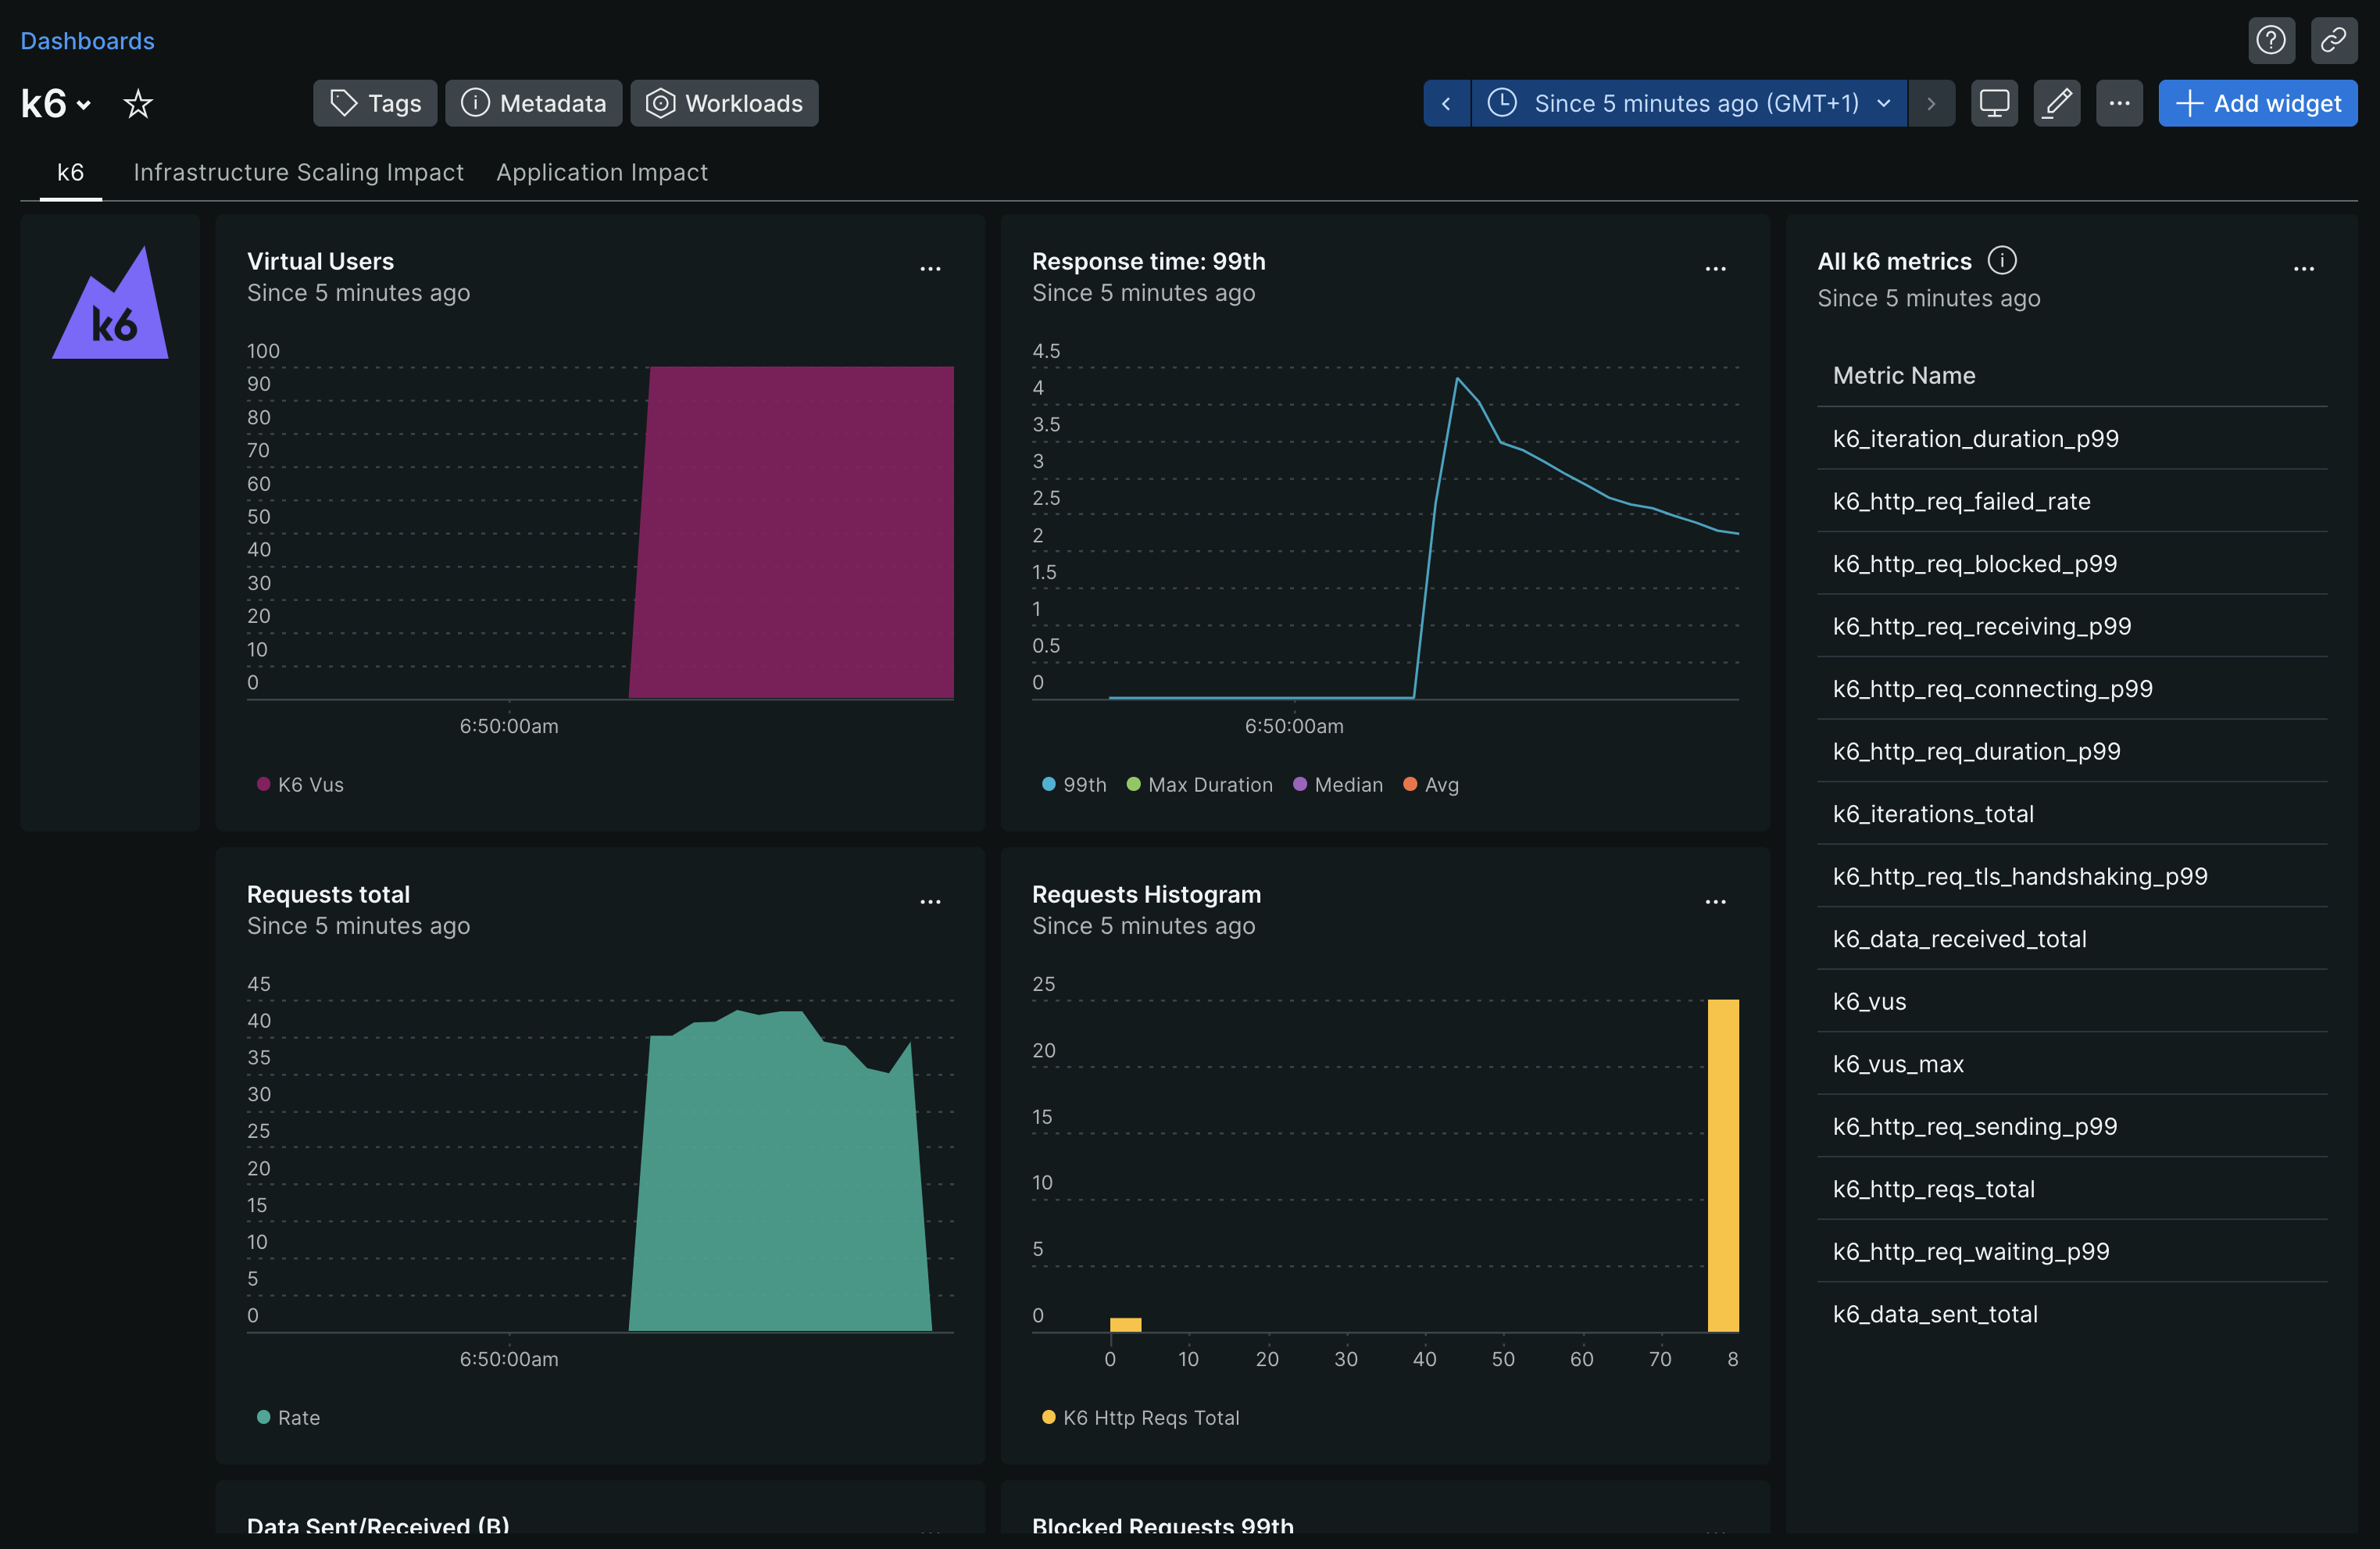 Dashboards
k6
Tags
Metadata
Workloads
Since 5 minutes ago (GMT+1)
Add widget
k6
Infrastructure Scaling Impact
Application Impact
k6
Virtual Users
Since 5 minutes ago
100
90
80
70
60
50
40
30
20
10
0
6:50:00am
K6 Vus
Response time: 99th
Since 5 minutes ago
4.5
4
3.5
3
2.5
2
1.5
1
0.5
0
6:50:00am
99th
Max Duration
Median
Avg
All k6 metrics
Since 5 minutes ago
Metric Name
k6_iteration_duration_p99
k6_http_req_failed_rate
k6_http_req_blocked_p99
k6_http_req_receiving_p99
k6_http_req_connecting_p99
k6_http_req_duration_p99
k6_iterations_total
k6_http_req_tls_handshaking_p99
k6_data_received_total
k6_vus
k6_vus_max
k6_http_req_sending_p99
k6_http_reqs_total
k6_http_req_waiting_p99
k6_data_sent_total
Requests total
Since 5 minutes ago
45
40
35
30
25
20
15
10
5
0
6:50:00am
Rate
Requests Histogram
Since 5 minutes ago
25
20
15
10
5
0
0 10 20 30 40 50 60 70 8
K6 Http Reqs Total
Data Sent/Received (B)
Blocked Requests 99th